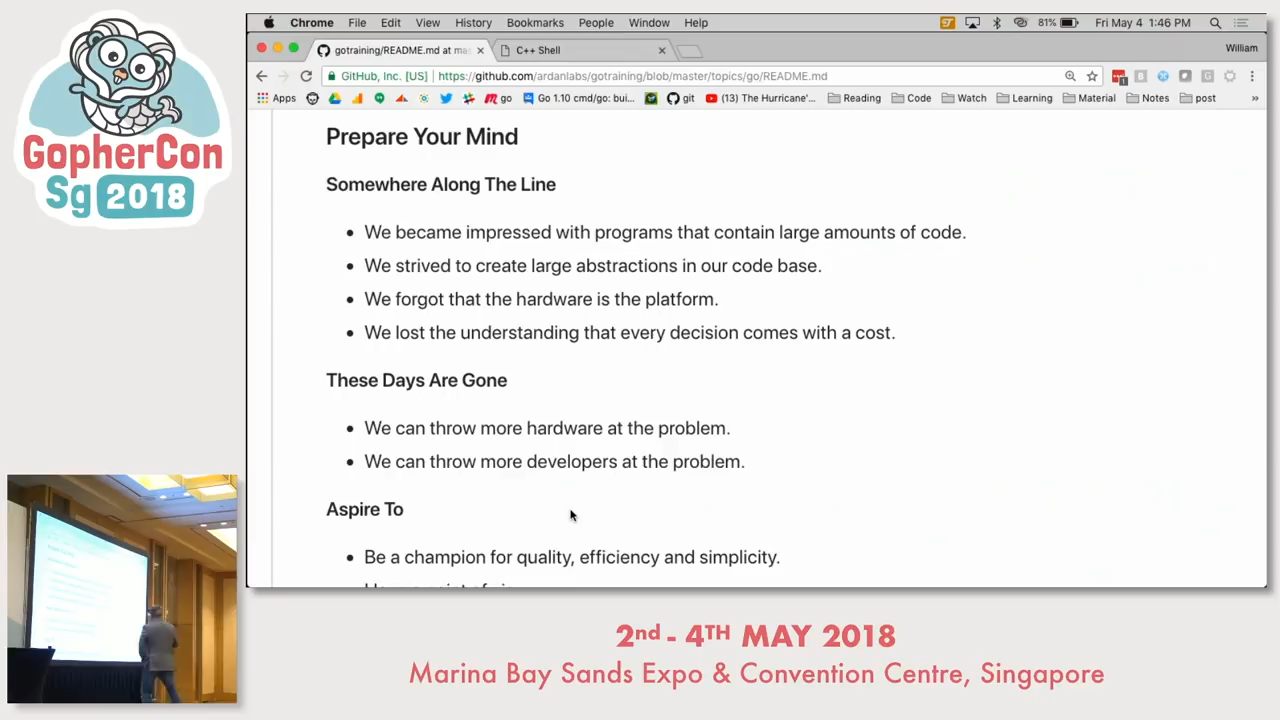 GopherCon
Sg 2018
Chrome File Edit View History Bookmarks People Window Help
81% Fri May 4 1:46 PM
gotraining/README.md at mas
C++ Shell
William
GitHub, Inc. [US] https://github.com/ardanlabs/gotraining/blob/master/topics/go/README.md
Apps go Go 1.10 cmd/go: bui... git (13) The Hurricane'... Reading Code Watch Learning Material Notes post »
Prepare Your Mind
Somewhere Along The Line
We became impressed with programs that contain large amounts of code.
We strived to create large abstractions in our code base.
We forgot that the hardware is the platform.
We lost the understanding that every decision comes with a cost.
These Days Are Gone
We can throw more hardware at the problem.
We can throw more developers at the problem.
Aspire To
Be a champion for quality, efficiency and simplicity.
2nd - 4TH MAY 2018
Marina Bay Sands Expo & Convention Centre, Singapore